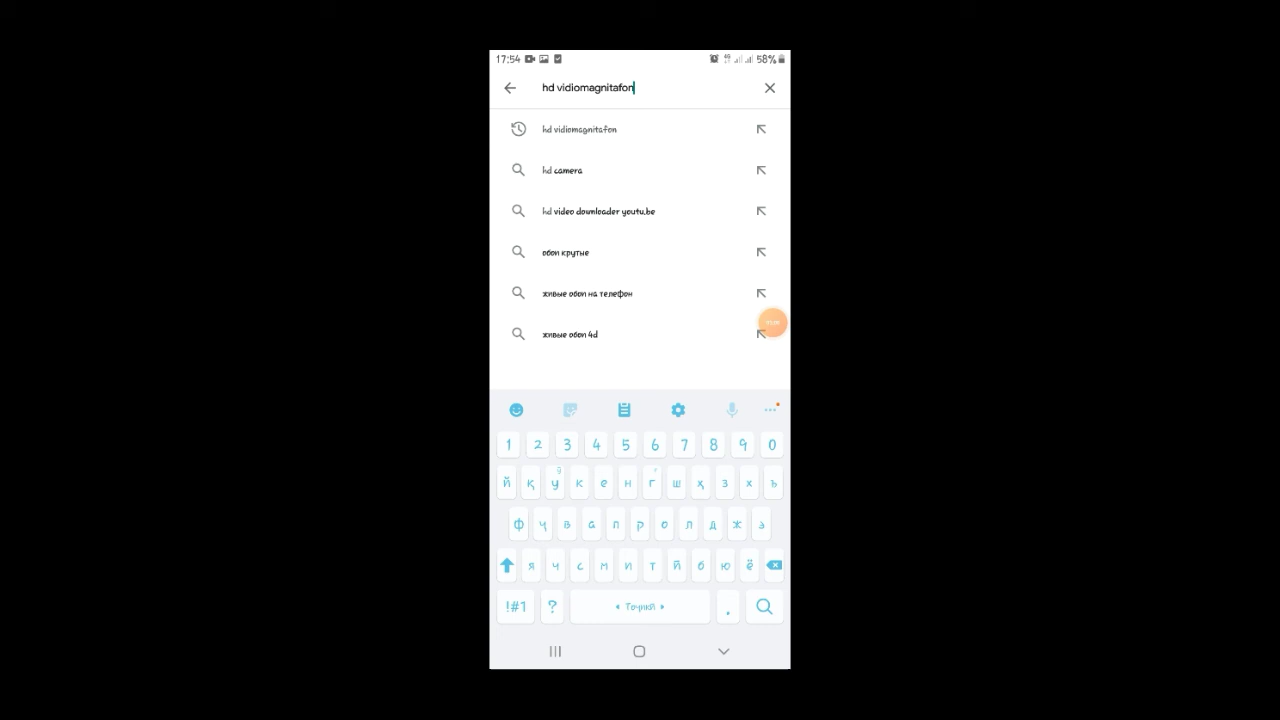 17:54 58%
hd vidiomagnitafon
hd vidiomagnitafon
hd camera
hd video downloader youtu.be
обои крутые
живые обои на телефон
живые обои 4d
1 2 3 4 5 6 7 8 9 0
й қ у к е н г ш ҳ з х ъ
ф ҷ в а п р о л д ж э
я ч с м и т ӣ б ю ё
!#1 ? Тоҷикӣ .